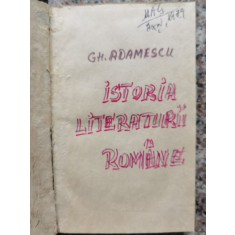 GH. ADAMESCU
ISTORIA
LITERATURII
ROMÂNE